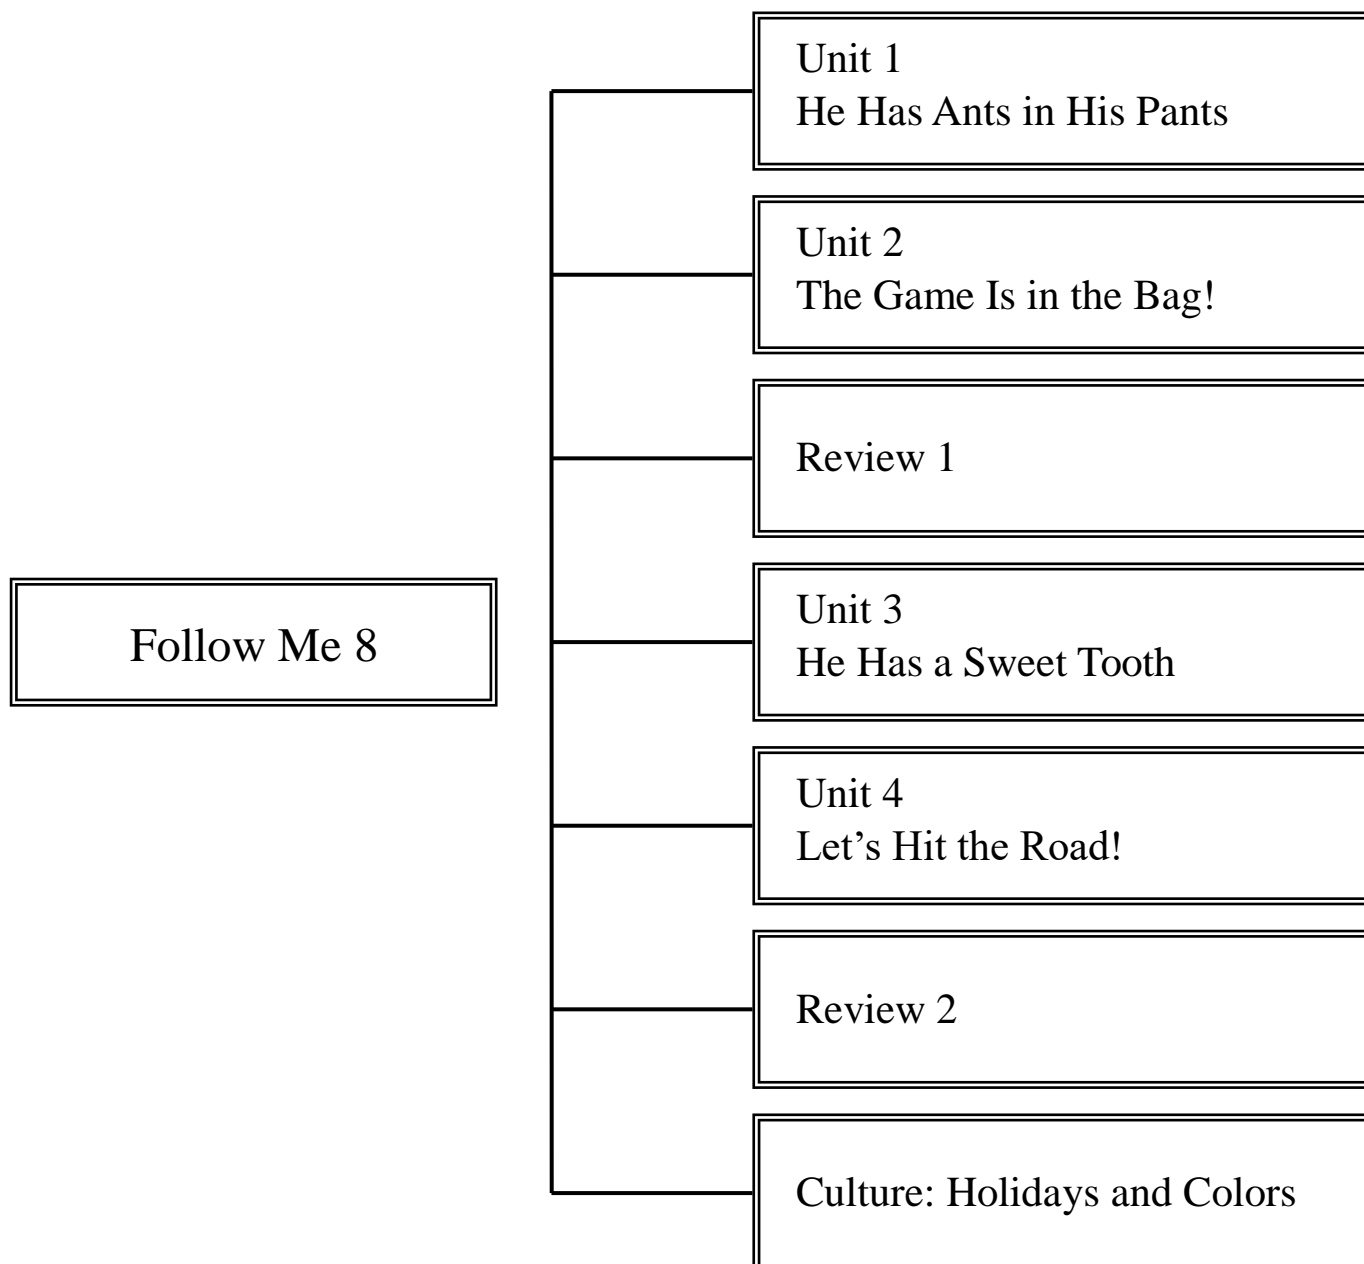 Follow Me 8
Unit 1
He Has Ants in His Pants
Unit 2
The Game Is in the Bag!
Review 1
Unit 3
He Has a Sweet Tooth
Unit 4
Let’s Hit the Road!
Review 2
Culture: Holidays and Colors